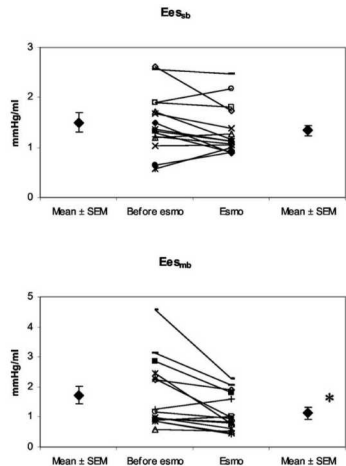 Ees_sb
3
2
1
0
mmHg/ml
Mean ± SEM Before esmo Esmo Mean ± SEM
Ees_mb
5
4
3
2
1
0
mmHg/ml
*
Mean ± SEM Before esmo Esmo Mean ± SEM